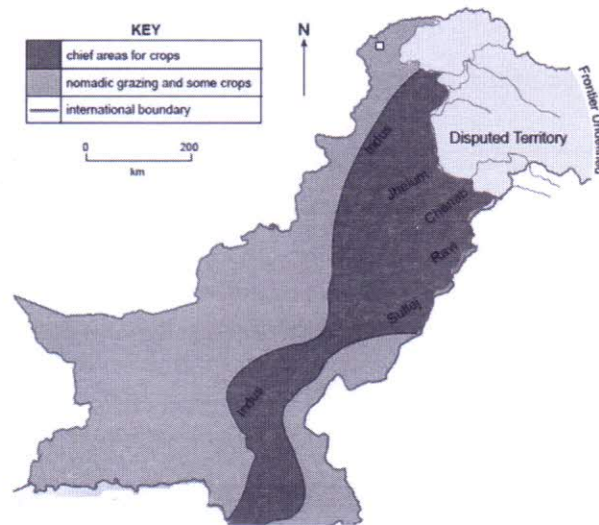 KEY
chief areas for crops
nomadic grazing and some crops
international boundary
0 200
km
N
Frontier Undefined
Disputed Territory
Indus
Jhelum
Chenab
Ravi
Sutlej
Indus